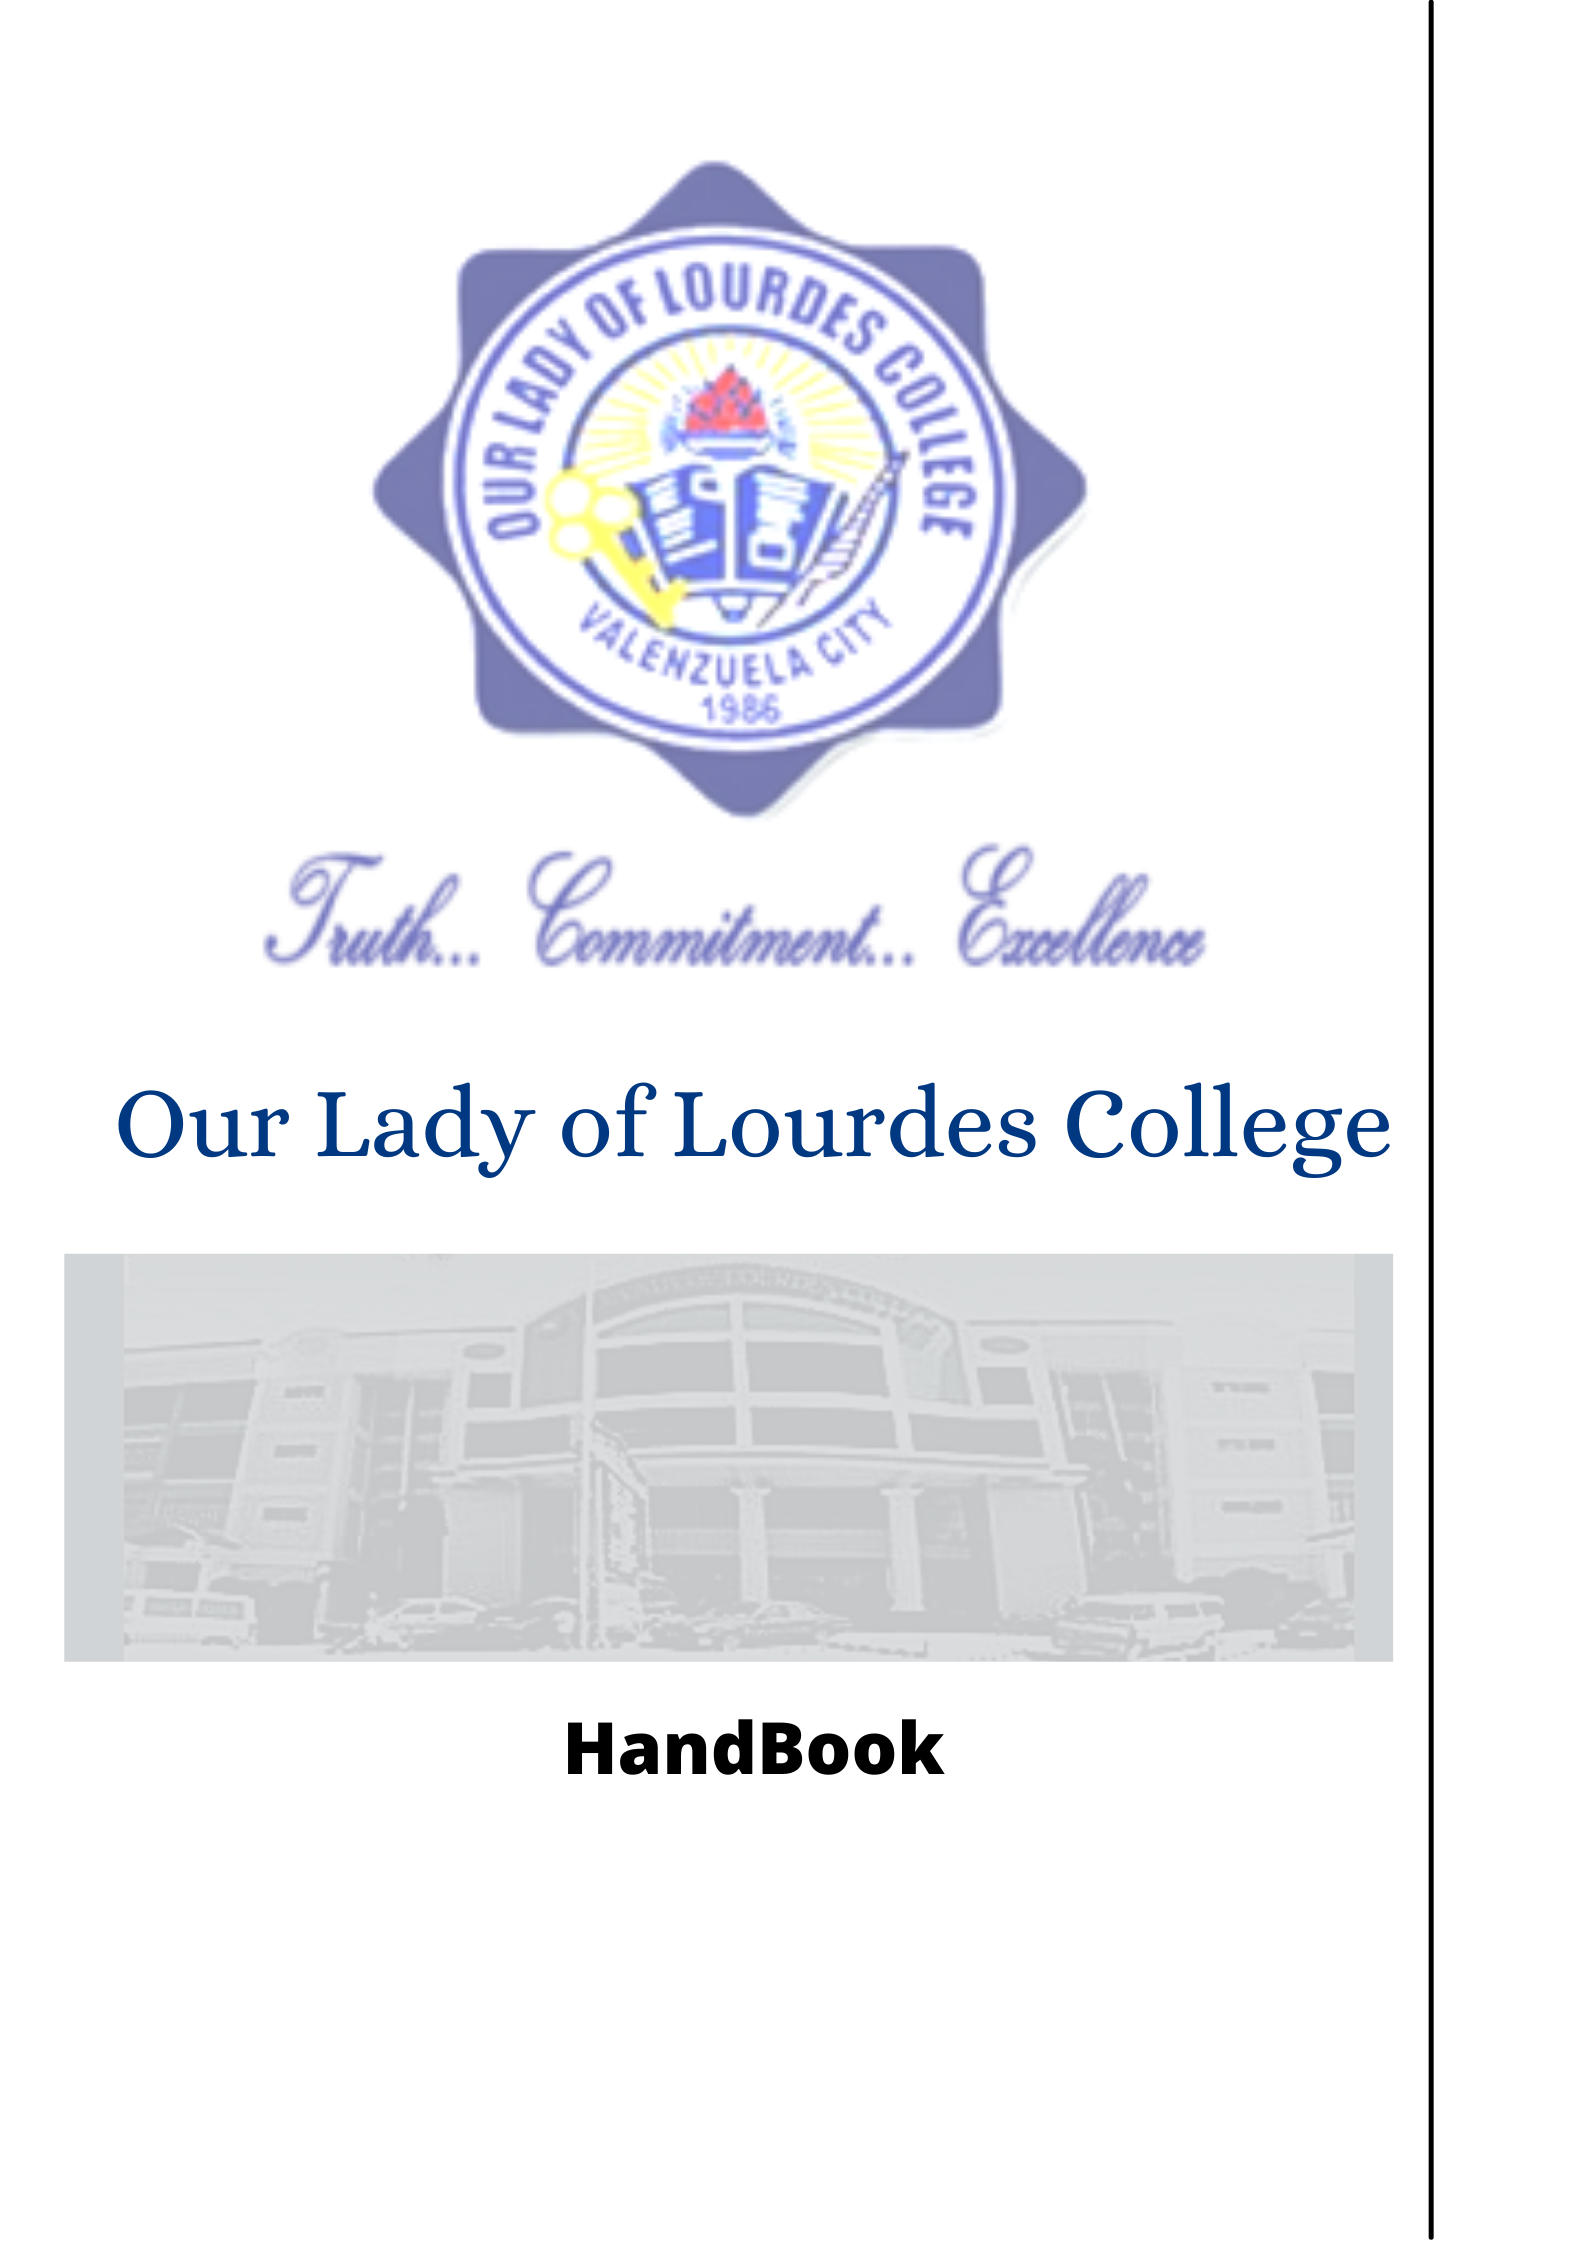 OUR LADY OF LOURDES COLLEGE
VALENZUELA CITY
1986
Truth... Commitment... Excellence
Our Lady of Lourdes College
HandBook